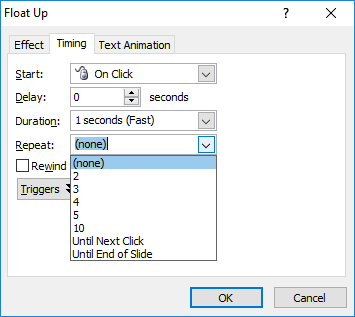 Float Up
Effect Timing Text Animation
Start: On Click
Delay: 0 seconds
Duration: 1 seconds (Fast)
Repeat: (none)
Rewind
(none)
Triggers
2
3
4
5
10
Until Next Click
Until End of Slide
OK Cancel